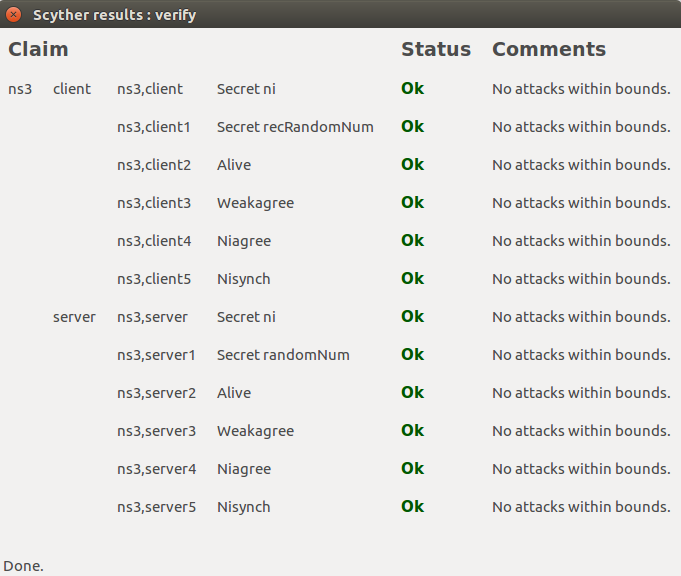 Scyther results : verify
Claim Status Comments
ns3 client ns3,client Secret ni Ok No attacks within bounds.
ns3,client1 Secret recRandomNum Ok No attacks within bounds.
ns3,client2 Alive Ok No attacks within bounds.
ns3,client3 Weakagree Ok No attacks within bounds.
ns3,client4 Niagree Ok No attacks within bounds.
ns3,client5 Nisynch Ok No attacks within bounds.
server ns3,server Secret ni Ok No attacks within bounds.
ns3,server1 Secret randomNum Ok No attacks within bounds.
ns3,server2 Alive Ok No attacks within bounds.
ns3,server3 Weakagree Ok No attacks within bounds.
ns3,server4 Niagree Ok No attacks within bounds.
ns3,server5 Nisynch Ok No attacks within bounds.
Done.